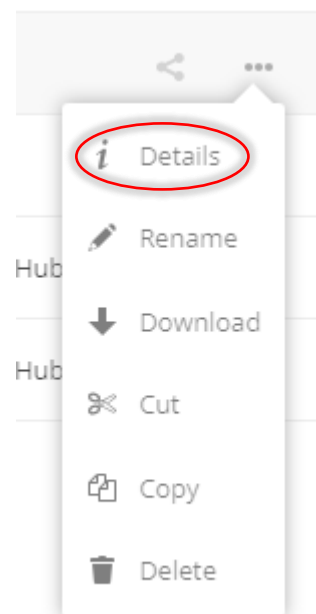 Details
Rename
Hub
Download
Hub
Cut
Copy
Delete